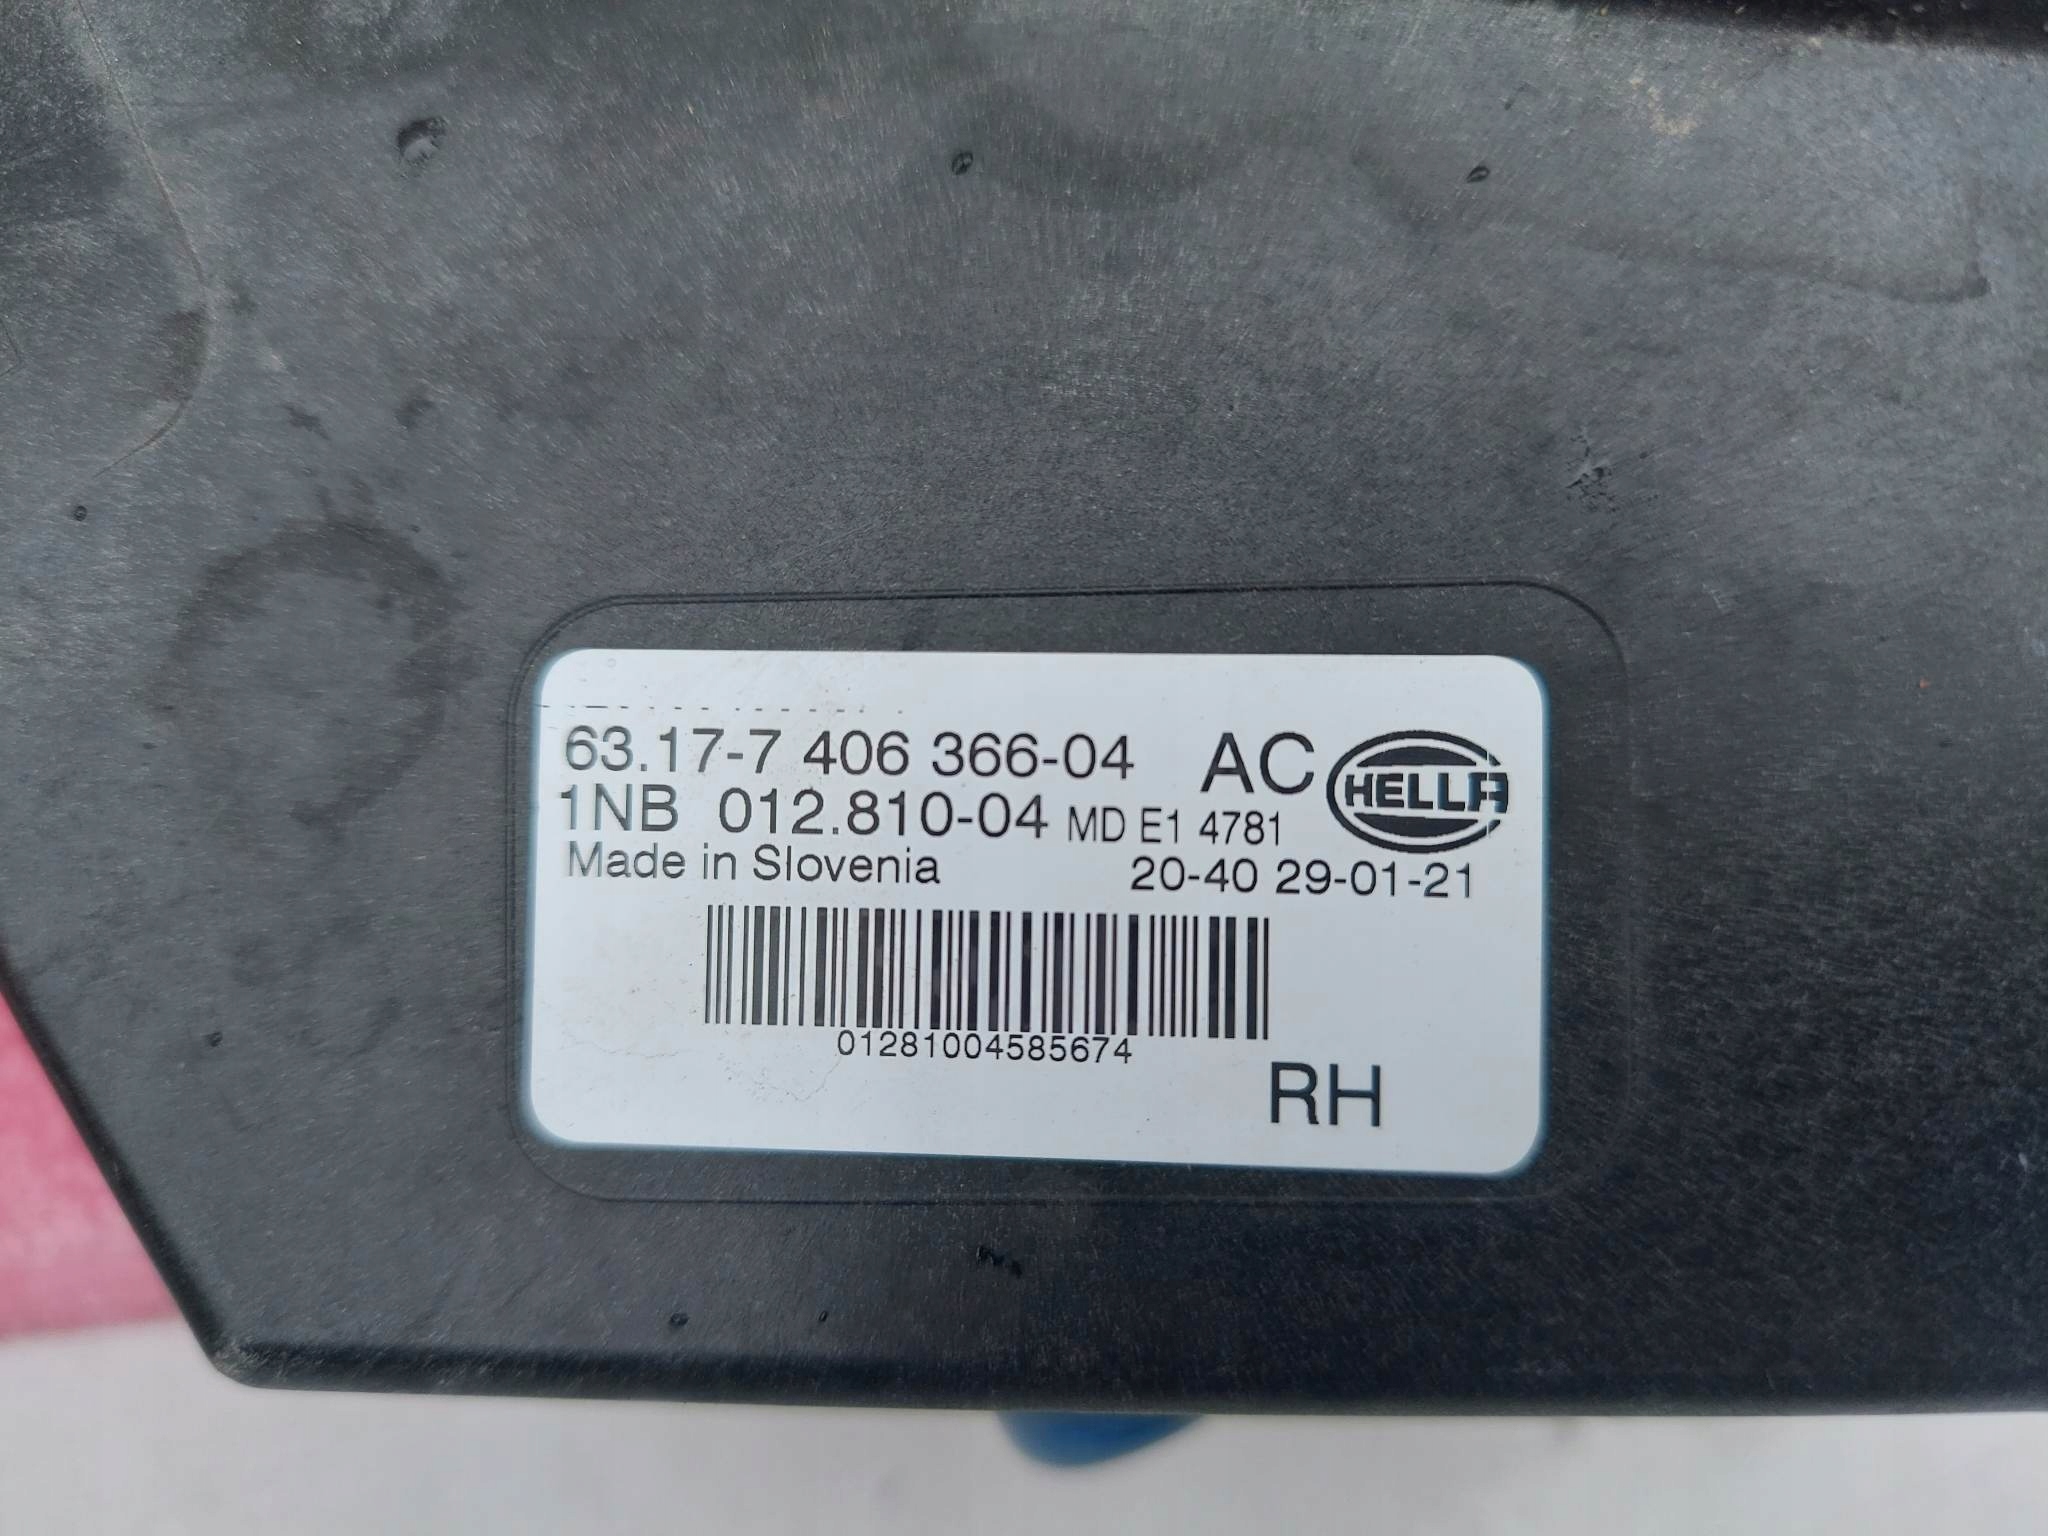 63.17-7 406 366-04 AC HELLA
1NB 012.810-04 MD E1 4781
Made in Slovenia 20-40 29-01-21
01281004585674
RH